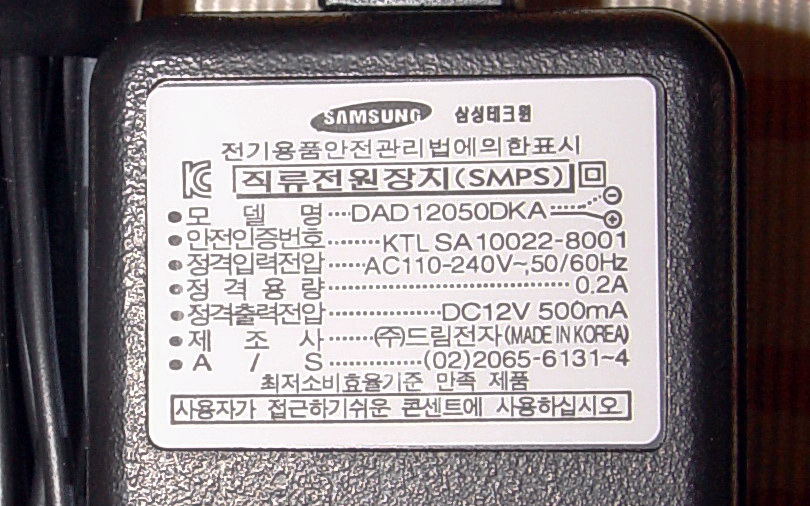 SAMSUNG 삼성테크윈
전기용품안전관리법에의한표시
직류전원장치(SMPS)
모 델 명 ····· DAD12050DKA
안전인증번호 ······· KTL SA10022-8001
정격입력전압 ······ AC110-240V~,50/60Hz
정격용량 ······························ 0.2A
정격출력전압 ················ DC12V 500mA
제 조 사 ······· (주)드림전자(MADE IN KOREA)
A / S ············· (02)2065-6131~4
최저소비효율기준 만족 제품
사용자가 접근하기쉬운 콘센트에 사용하십시오